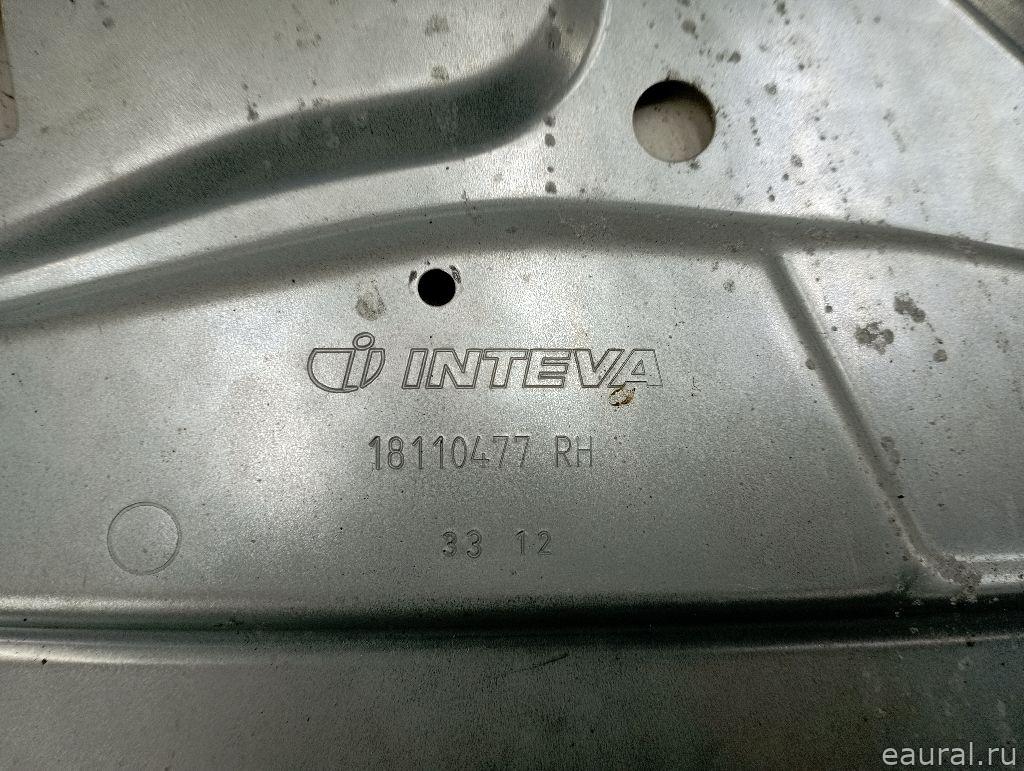 INTEVA
18110477 RH
33 12
eaural.ru